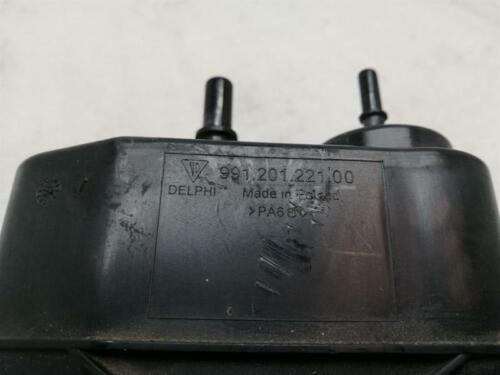 991.201.221.00
DELPHI Made in Poland
>PA6